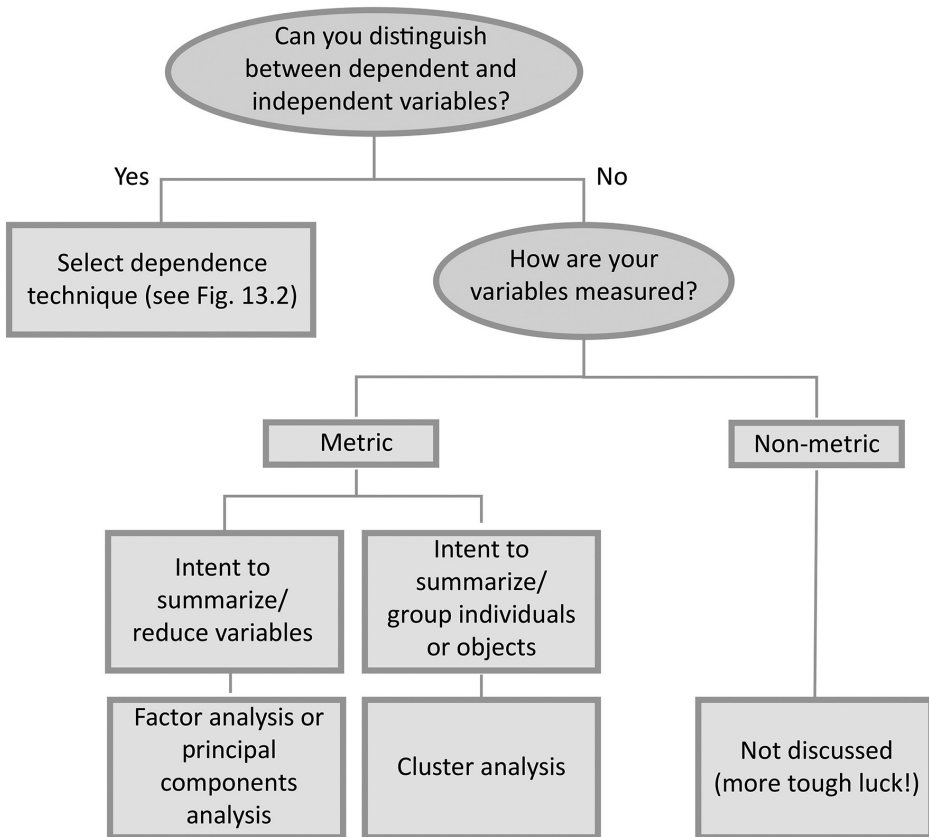 Can you distinguish
between dependent and
independent variables?
Yes
No
Select dependence
technique (see Fig. 13.2)
How are your
variables measured?
Metric
Non-metric
Intent to
summarize/
reduce variables
Intent to
summarize/
group individuals
or objects
Factor analysis or
principal
components
analysis
Cluster analysis
Not discussed
(more tough luck!)